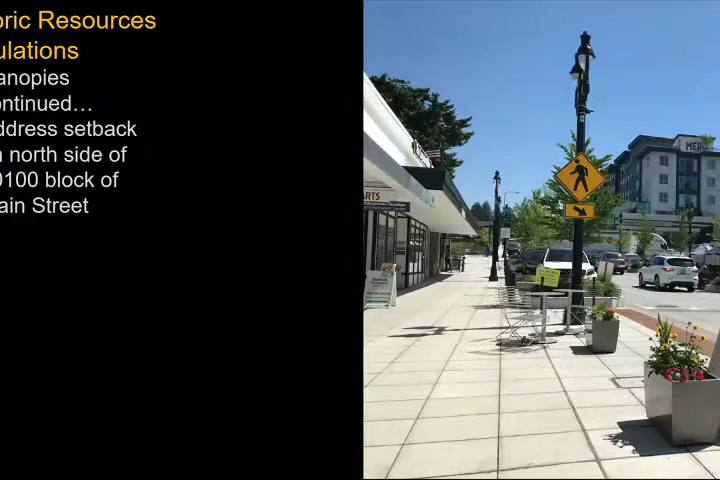 oric Resources
ulations
anopies
ontinued…
ddress setback
n north side of
0100 block of
ain Street
ARTS
MERC